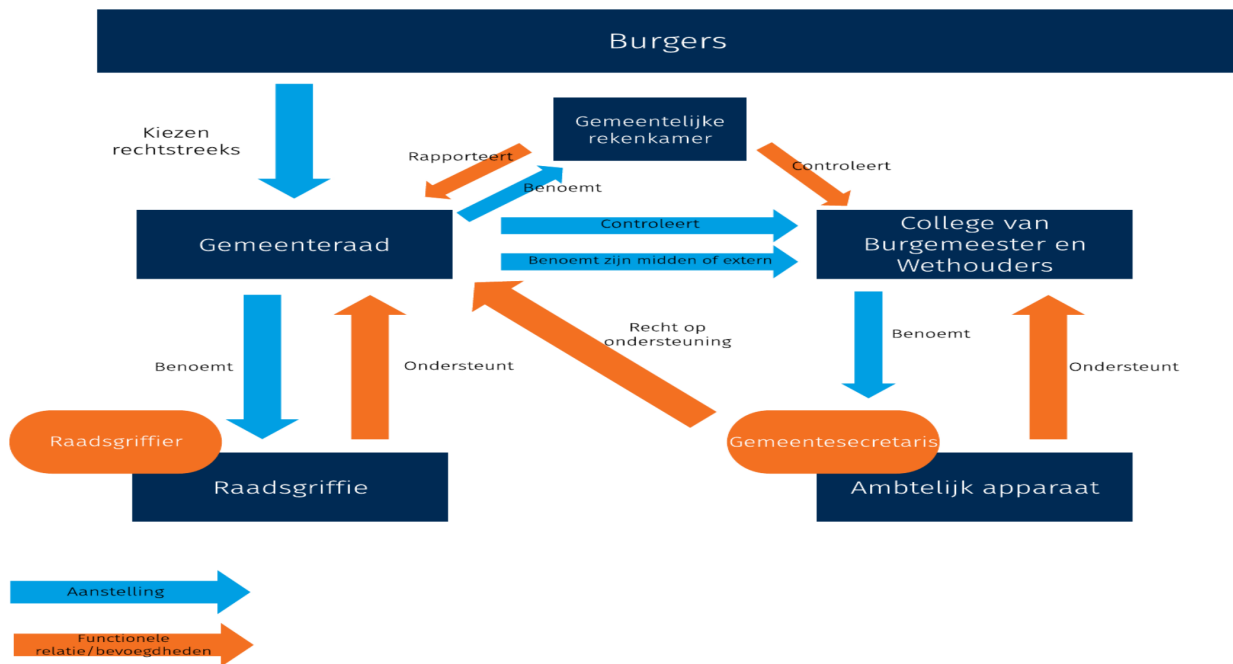 Burgers
Kiezen
rechtstreeks
Gemeentelijke
rekenkamer
Rapporteert
Benoemt
Controleert
Gemeenteraad
Controleert
Benoemt zijn midden of extern
College van
Burgemeester en
Wethouders
Benoemt
Ondersteunt
Recht op
ondersteuning
Benoemt
Ondersteunt
Raadsgriffier
Raadsgriffie
Gemeentesecretaris
Ambtelijk apparaat
Aanstelling
Functionele
relatie/bevoegdheden